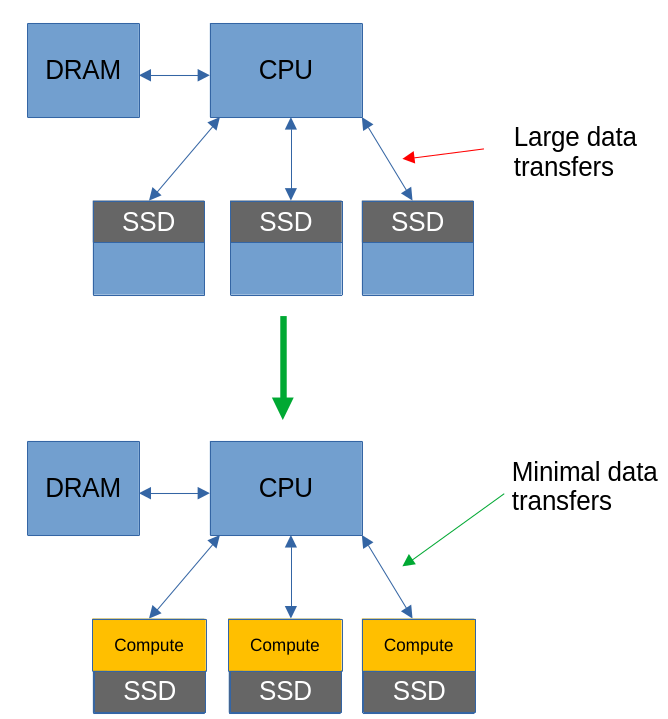 DRAM
CPU
Large data
transfers
SSD
SSD
SSD
DRAM
CPU
Minimal data
transfers
Compute
Compute
Compute
SSD
SSD
SSD